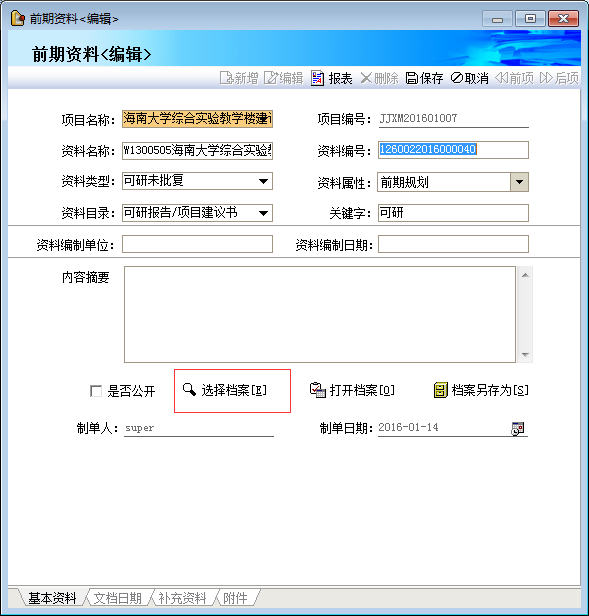 前期资料<编辑>
前期资料<编辑>
新增 编辑 报表 删除 保存 取消 前项 后项
项目名称: 海南大学综合实验教学楼建 项目编号: JJXM201601007
资料名称: W1300505海南大学综合实验 资料编号: 1260022016000040
资料类型: 可研未批复 资料属性: 前期规划
资料目录: 可研报告/项目建议书 关键字: 可研
资料编制单位: 资料编制日期:
内容摘要
是否公开 选择档案[E] 打开档案[O] 档案另存为[S]
制单人: super 制单日期: 2016-01-14
基本资料 文档日期 补充资料 附件